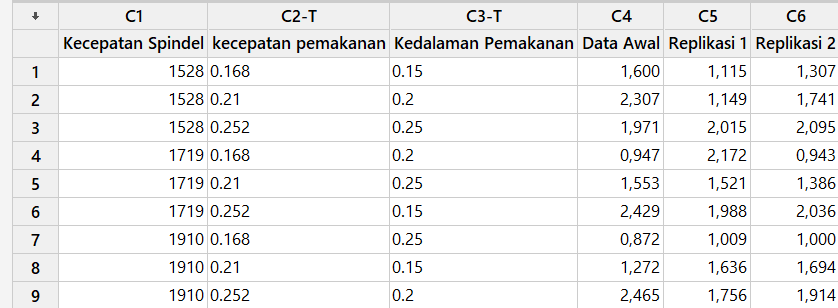 ↓ C1 C2-T C3-T C4 C5 C6
Kecepatan Spindel kecepatan pemakanan Kedalaman Pemakanan Data Awal Replikasi 1 Replikasi 2
1 1528 0.168 0.15 1,600 1,115 1,307
2 1528 0.21 0.2 2,307 1,149 1,741
3 1528 0.252 0.25 1,971 2,015 2,095
4 1719 0.168 0.2 0,947 2,172 0,943
5 1719 0.21 0.25 1,553 1,521 1,386
6 1719 0.252 0.15 2,429 1,988 2,036
7 1910 0.168 0.25 0,872 1,009 1,000
8 1910 0.21 0.15 1,272 1,636 1,694
9 1910 0.252 0.2 2,465 1,756 1,914